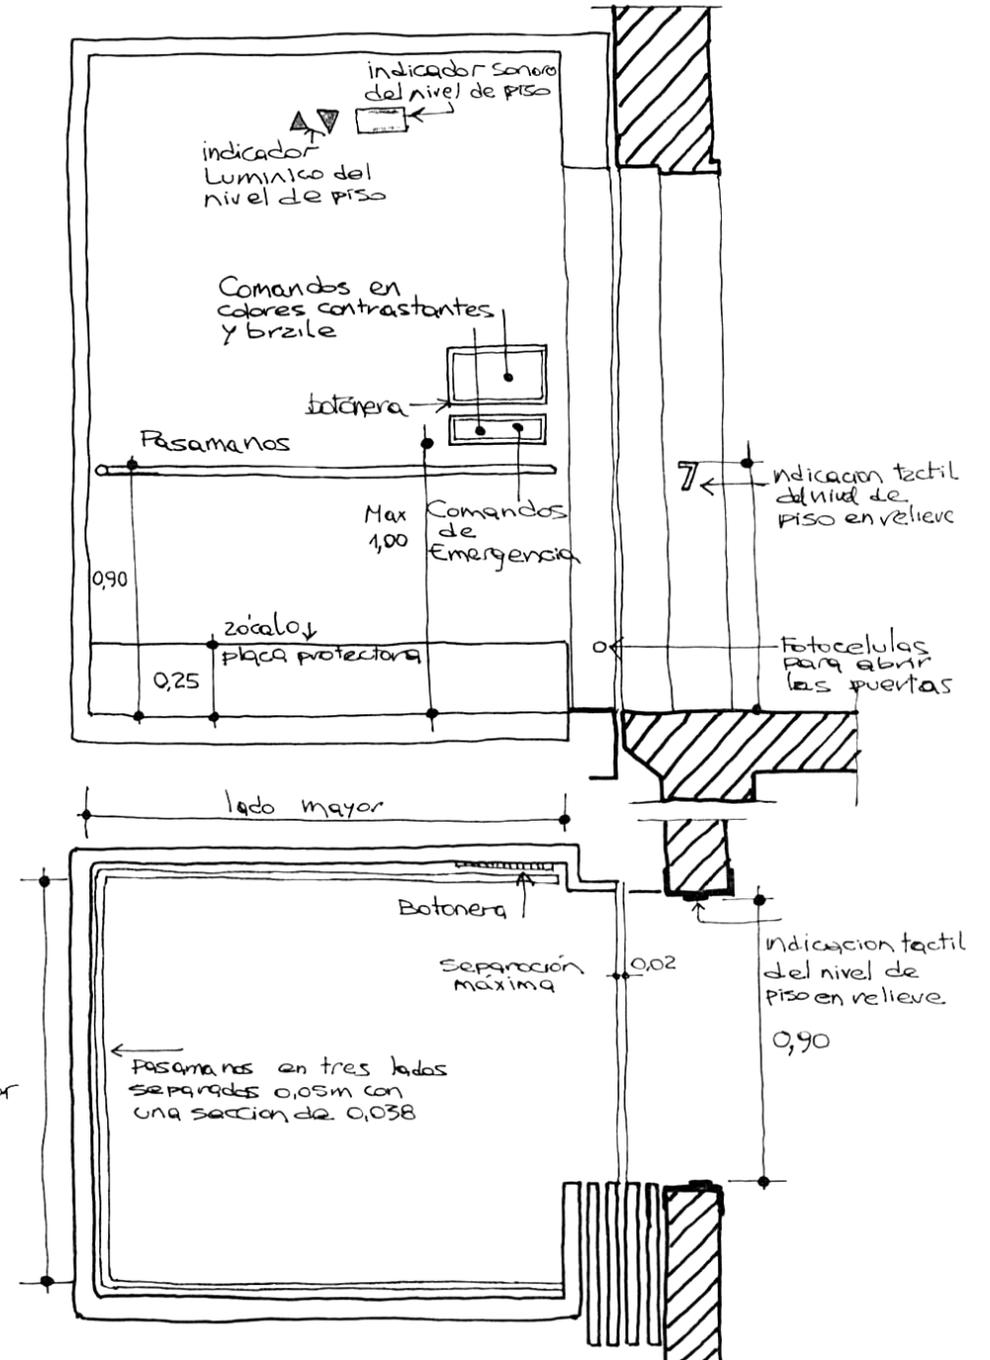 indicador sonoro
del nivel de piso
indicador
Luminico del
nivel de piso
Comandos en
colores contrastantes
y braile
botonera
Pasamanos
7
indicacion tactil
del nivel de
piso en relieve
Max
1,00
Comandos
de
Emergencia
0,90
zócalo
placa protectora
0,25
Fotocelulas
para abrir
las puertas
lado mayor
Botonera
Separación
máxima
0,02
indicacion tactil
del nivel de
piso en relieve
0,90
Pasamanos en tres lados
separados 0,05m con
una seccion de 0,038